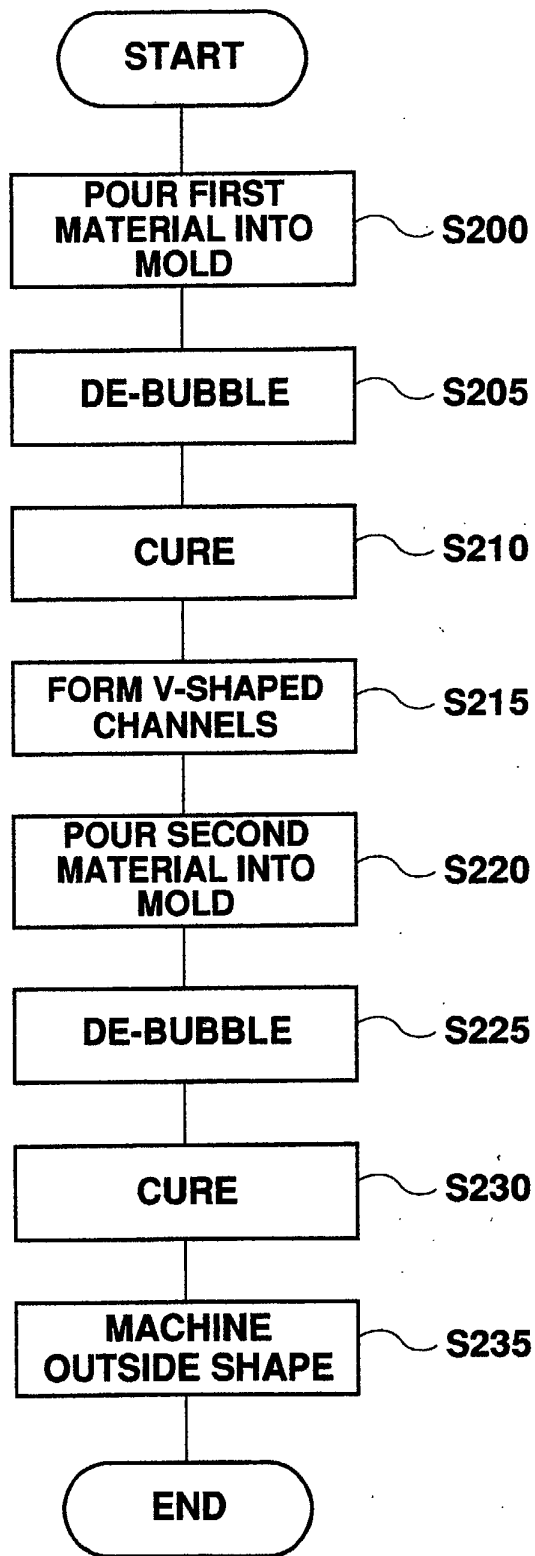 START
POUR FIRST
MATERIAL INTO
MOLD
S200
DE-BUBBLE
S205
CURE
S210
FORM V-SHAPED
CHANNELS
S215
POUR SECOND
MATERIAL INTO
MOLD
S220
DE-BUBBLE
S225
CURE
S230
MACHINE
OUTSIDE SHAPE
S235
END